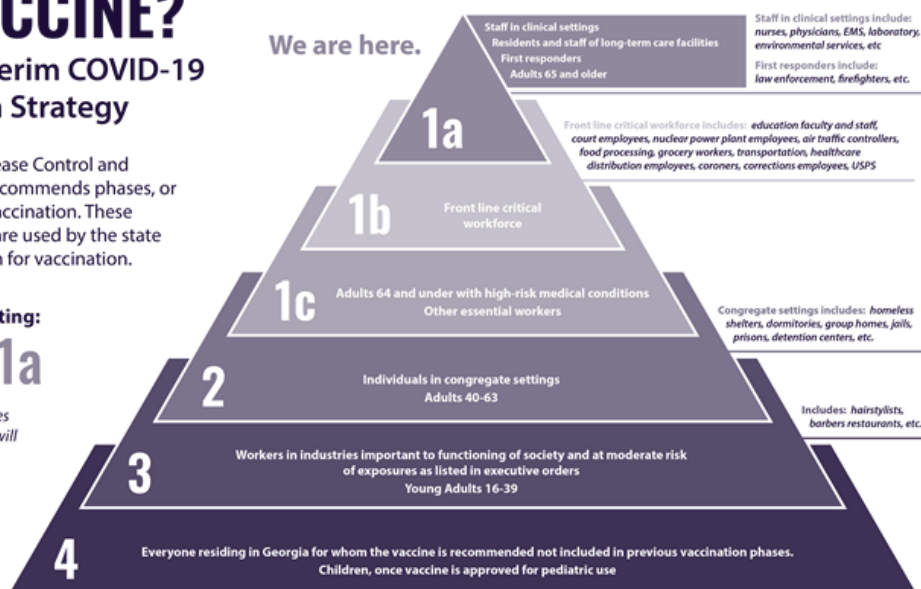 CCINE?
erim COVID-19
Strategy
ease Control and
commends phases, or
accination. These
are used by the state
n for vaccination.
ting:
1a
es
will
We are here.
Staff in clinical settings
Residents and staff of long-term care facilities
First responders
Adults 65 and older
Staff in clinical settings include:
nurses, physicians, EMS, laboratory,
environmental services, etc
First responders include:
law enforcement, firefighters, etc.
1a
Front line critical workforce includes: education faculty and staff,
court employees, nuclear power plant employees, air traffic controllers,
food processing, grocery workers, transportation, healthcare
distribution employees, coroners, corrections employees, USPS
1b
Front line critical
workforce
1c
Adults 64 and under with high-risk medical conditions
Other essential workers
Congregate settings includes: homeless
shelters, dormitories, group homes, jails,
prisons, detention centers, etc.
2
Individuals in congregate settings
Adults 40-63
Includes: hairstylists,
barbers restaurants, etc.
3
Workers in industries important to functioning of society and at moderate risk
of exposures as listed in executive orders
Young Adults 16-39
4
Everyone residing in Georgia for whom the vaccine is recommended not included in previous vaccination phases.
Children, once vaccine is approved for pediatric use